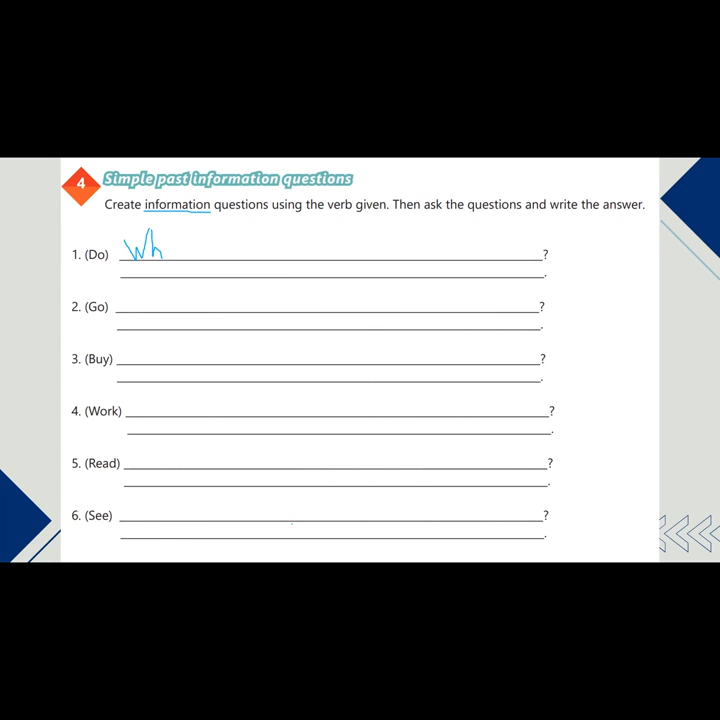 4 Simple past information questions
Create information questions using the verb given. Then ask the questions and write the answer.
1. (Do) Wh ?
.
2. (Go) ?
.
3. (Buy) ?
.
4. (Work) ?
.
5. (Read) ?
.
6. (See) ?
.